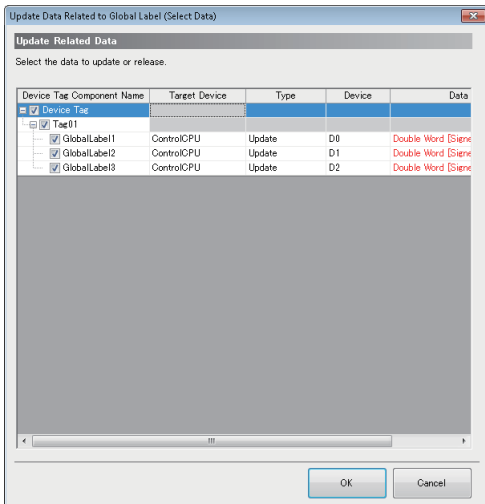 Update Data Related to Global Label (Select Data)
Update Related Data
Select the data to update or release.
Device Tag Component Name Target Device Type Device Data
Device Tag
Tag01
GlobalLabel1 ControlCPU Update D0 Double Word [Signe
GlobalLabel2 ControlCPU Update D1 Double Word [Signe
GlobalLabel3 ControlCPU Update D2 Double Word [Signe
OK Cancel